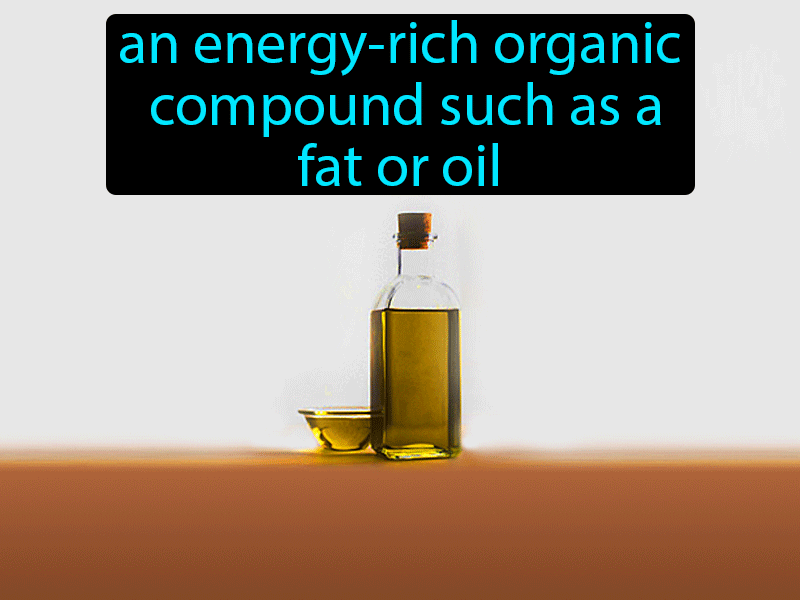 an energy-rich organic
compound such as a
fat or oil